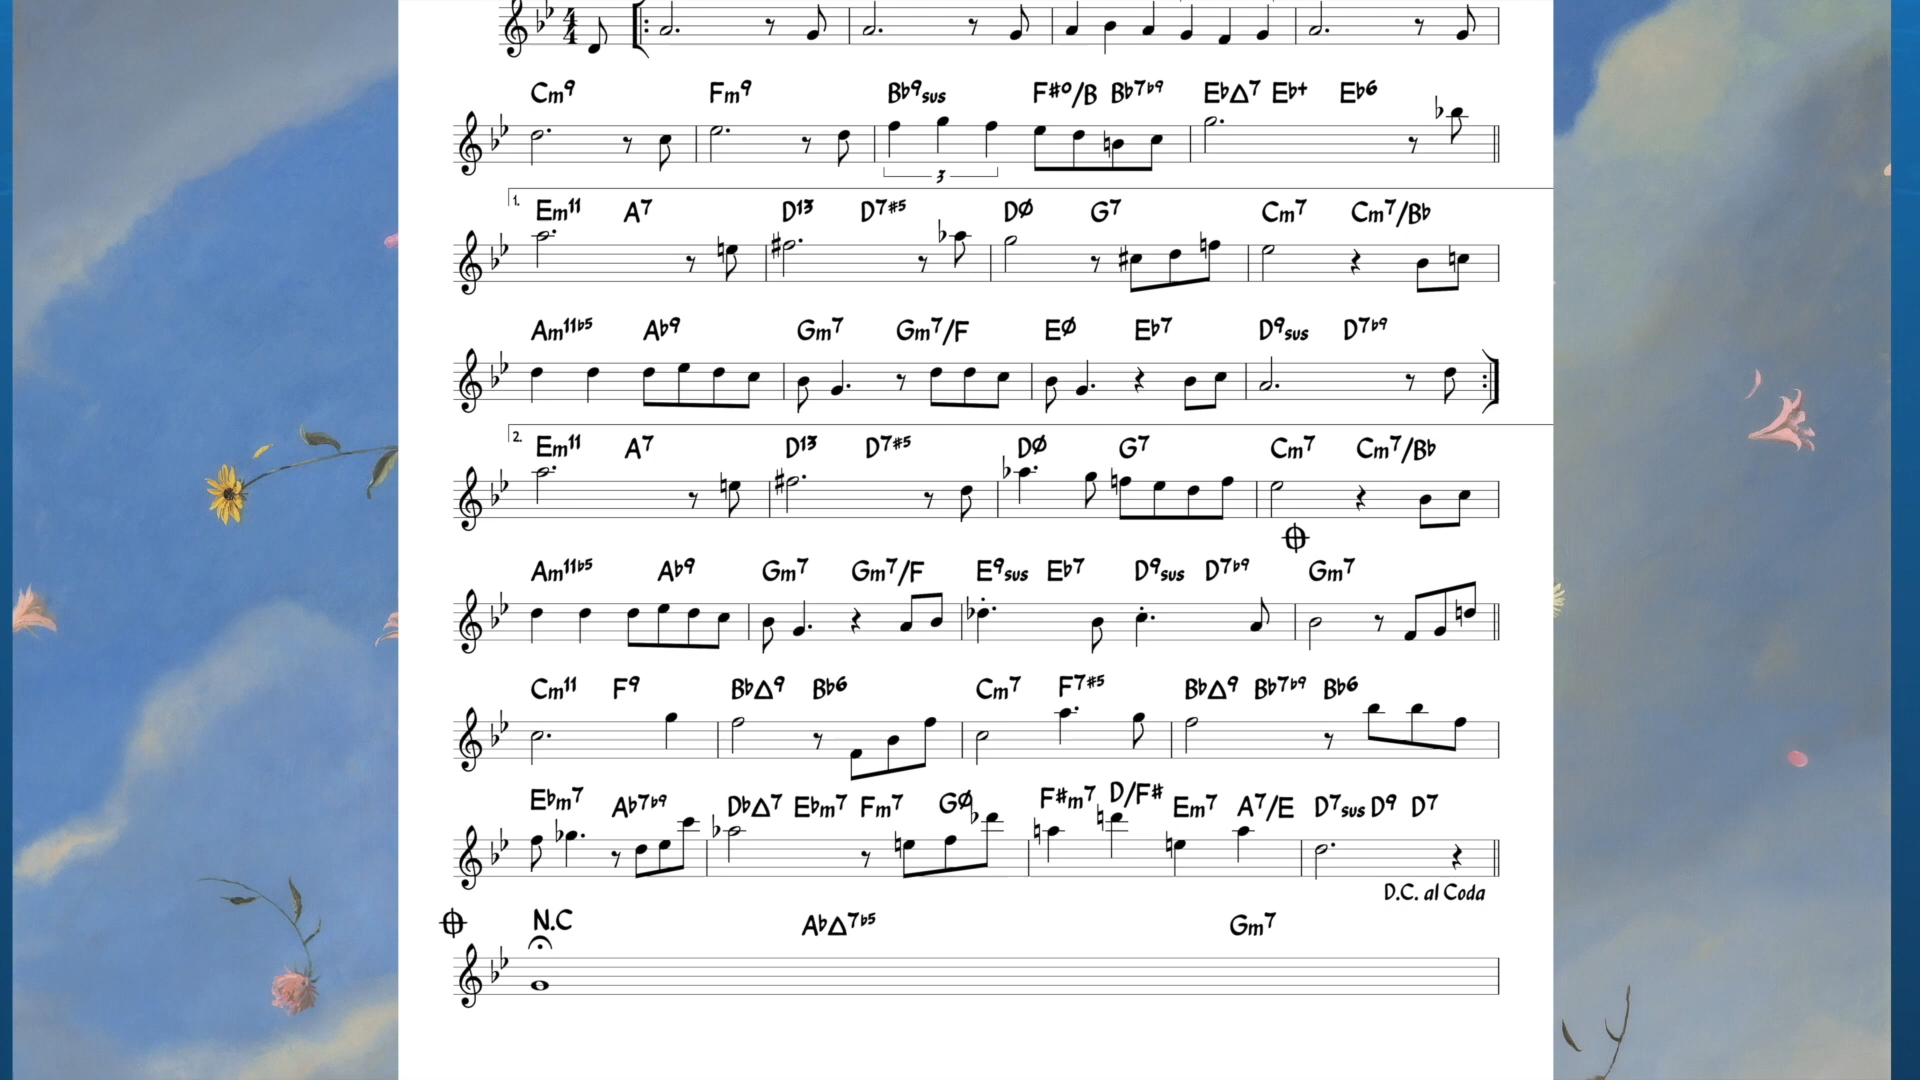 4 4
Cm9 Fm9 Bb9sus F#o/B Bb7b9 EbΔ7 Eb+ Eb6
3
1. Em11 A7 D13 D7#5 DØ G7 Cm7 Cm7/Bb
Am11b5 Ab9 Gm7 Gm7/F EØ Eb7 D9sus D7b9
2. Em11 A7 D13 D7#5 DØ G7 Cm7 Cm7/Bb
Am11b5 Ab9 Gm7 Gm7/F E9sus Eb7 D9sus D7b9 Gm7
Cm11 F9 BbΔ9 Bb6 Cm7 F7#5 BbΔ9 Bb7b9 Bb6
Ebm7 Ab7b9 DbΔ7 Ebm7 Fm7 GØ F#m7 D/F# Em7 A7/E D7sus D9 D7
D.C. al Coda
N.C AbΔ7b5 Gm7